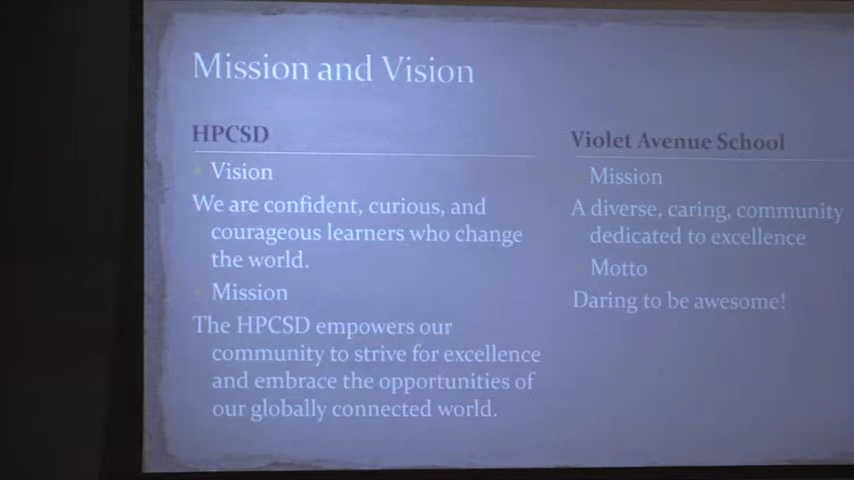 Mission and Vision
HPCSD
Vision
We are confident, curious, and
courageous learners who change
the world.
Mission
The HPCSD empowers our
community to strive for excellence
and embrace the opportunities of
our globally connected world.
Violet Avenue School
Mission
A diverse, caring, community
dedicated to excellence
Motto
Daring to be awesome!